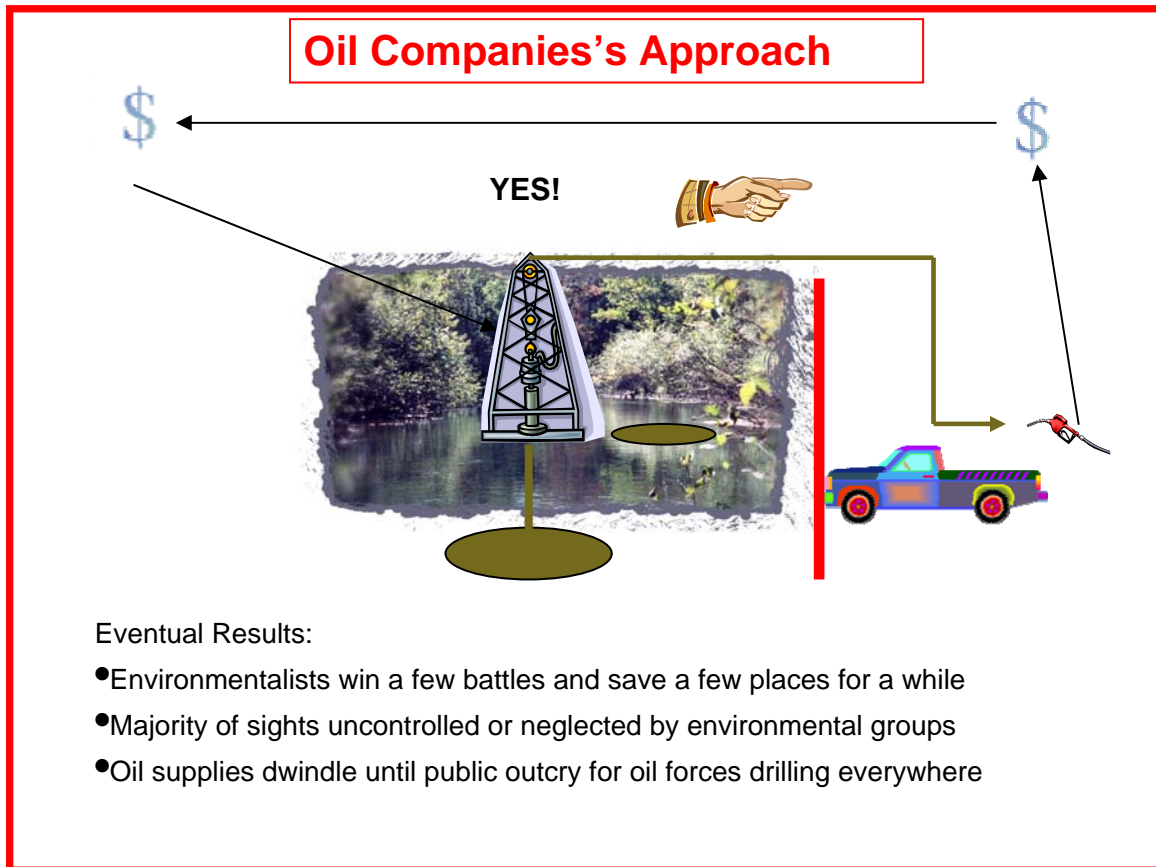 Oil Companies's Approach
$ $
YES!
Eventual Results:
•Environmentalists win a few battles and save a few places for a while
•Majority of sights uncontrolled or neglected by environmental groups
•Oil supplies dwindle until public outcry for oil forces drilling everywhere